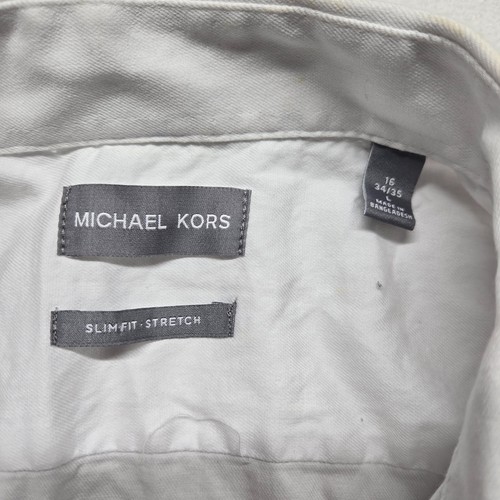 MICHAEL KORS
SLIM FIT · STRETCH
16
34/35
L
MADE IN
BANGLADESH